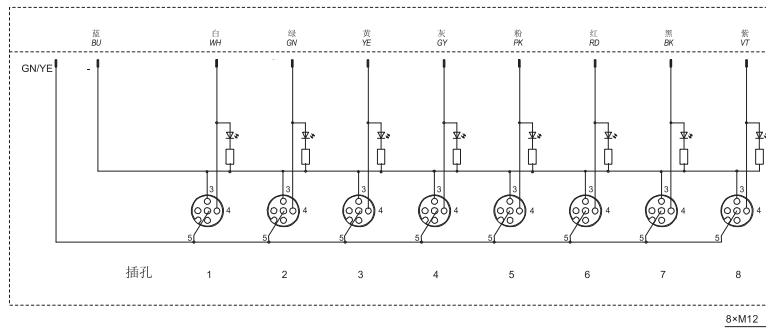 蓝 白 绿 黄 灰 粉 红 黑 紫
BU WH GN YE GY PK RD BK VT
GN/YE -
3 3 3 3 3 3 3 3
4 4 4 4 4 4 4 4
5 5 5 5 5 5 5 5
插孔 1 2 3 4 5 6 7 8
8×M12